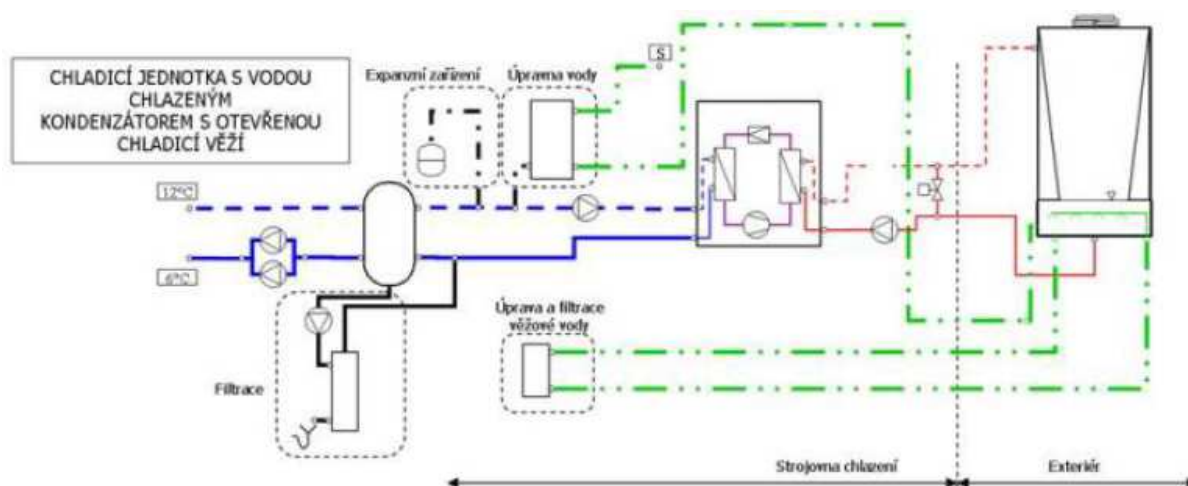 CHLADICÍ JEDNOTKA S VODOU
CHLAZENÝM
KONDENZÁTOREM S OTEVŘENOU
CHLADICÍ VĚŽÍ
Expanzní zařízení
Úpravna vody
S
12°C
6°C
Filtrace
Úprava a filtrace
věžové vody
Strojovna chlazení
Exteriér